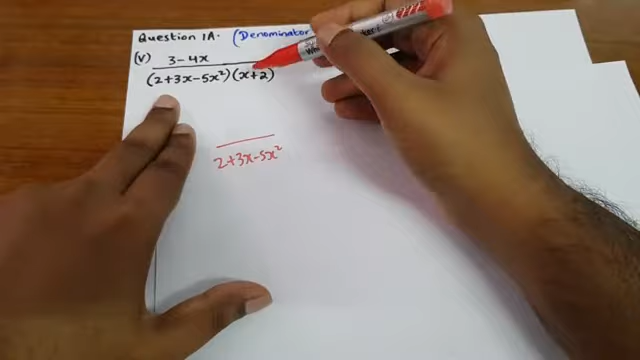 Question 1A. (Denominator
(v) 3-4x
(2+3x-5x²)(x+2)
2+3x-5x²